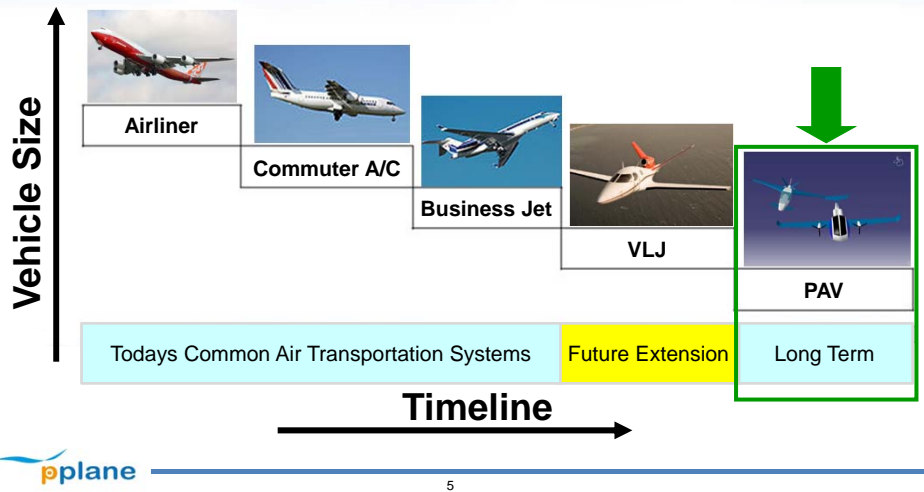 Vehicle Size
Airliner
Commuter A/C
Business Jet
VLJ
PAV
Todays Common Air Transportation Systems
Future Extension
Long Term
Timeline
pplane
5